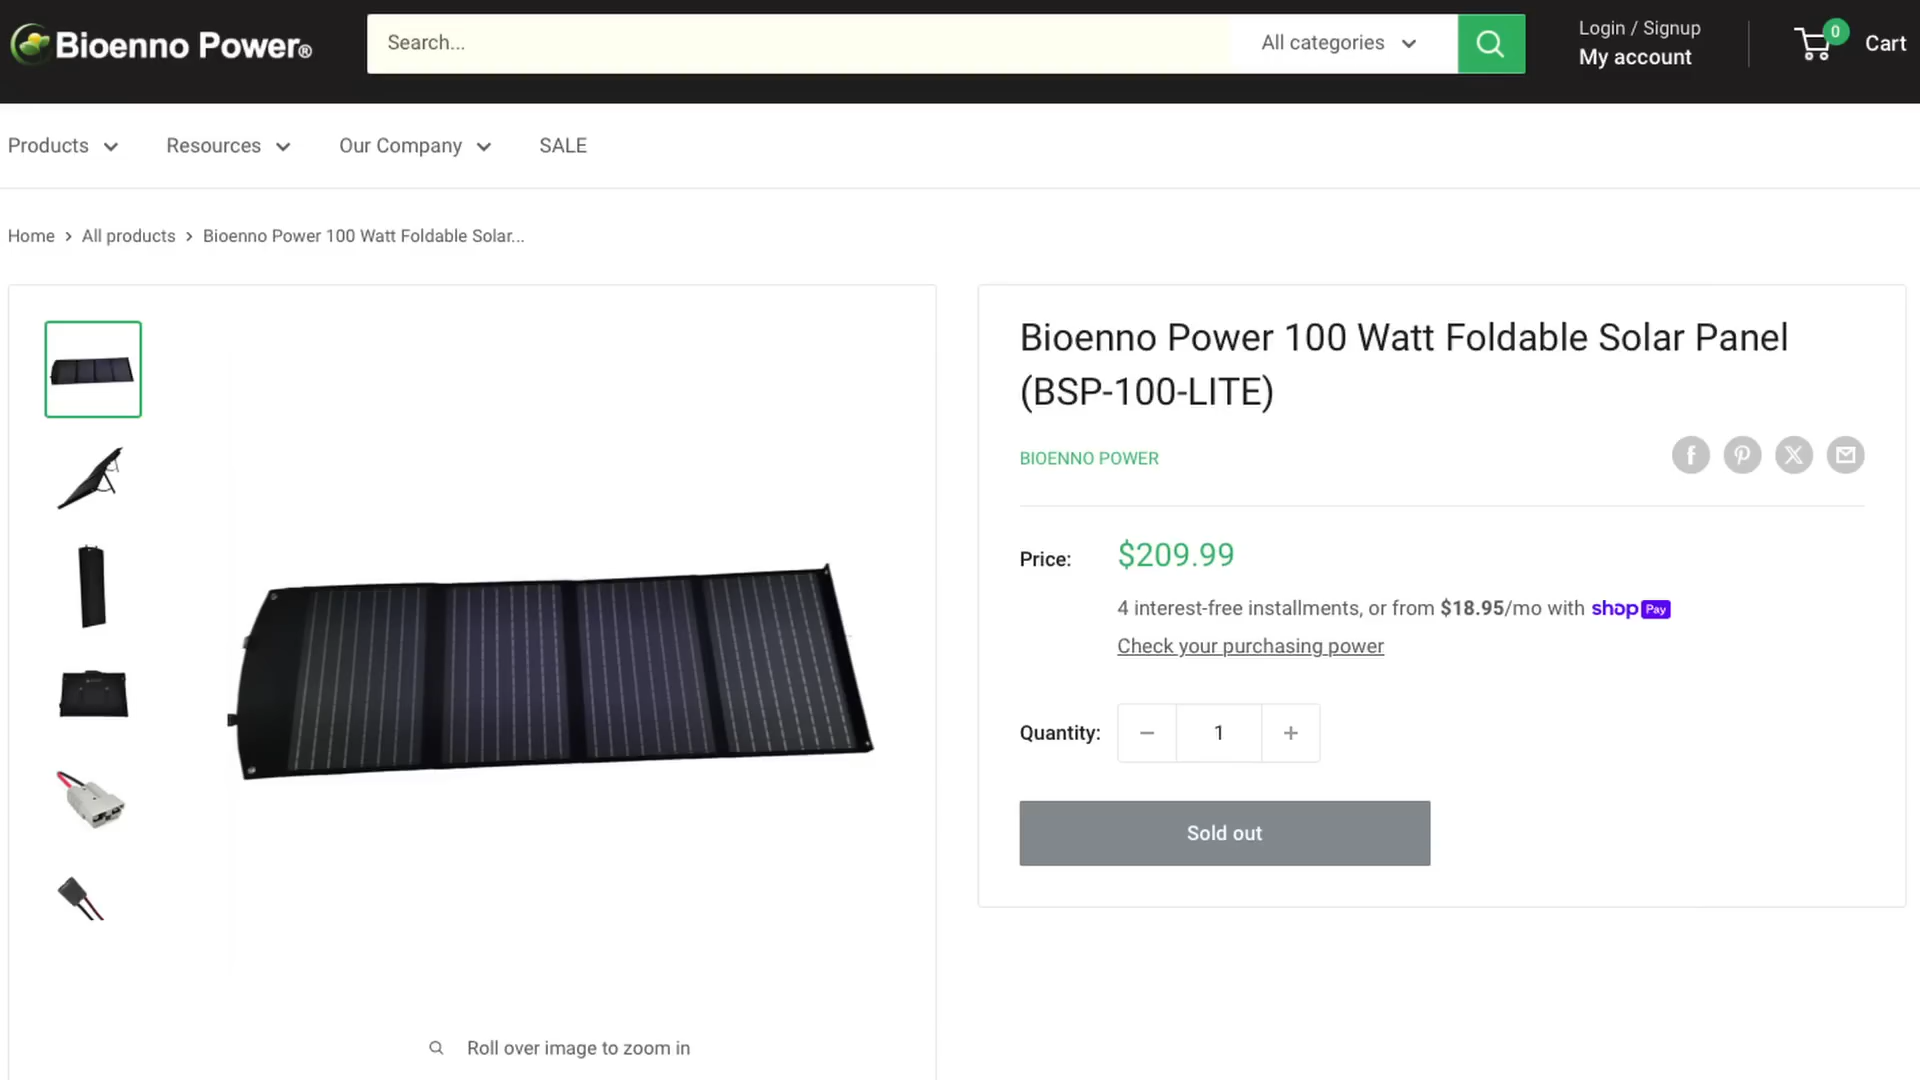 Bioenno Power®
Search...
All categories
Login / Signup
My account
0
Cart
Products
Resources
Our Company
SALE
Home > All products > Bioenno Power 100 Watt Foldable Solar...
Bioenno Power 100 Watt Foldable Solar Panel
(BSP-100-LITE)
BIOENNO POWER
Price: $209.99
4 interest-free installments, or from $18.95/mo with shop Pay
Check your purchasing power
Quantity: − 1 +
Sold out
Roll over image to zoom in